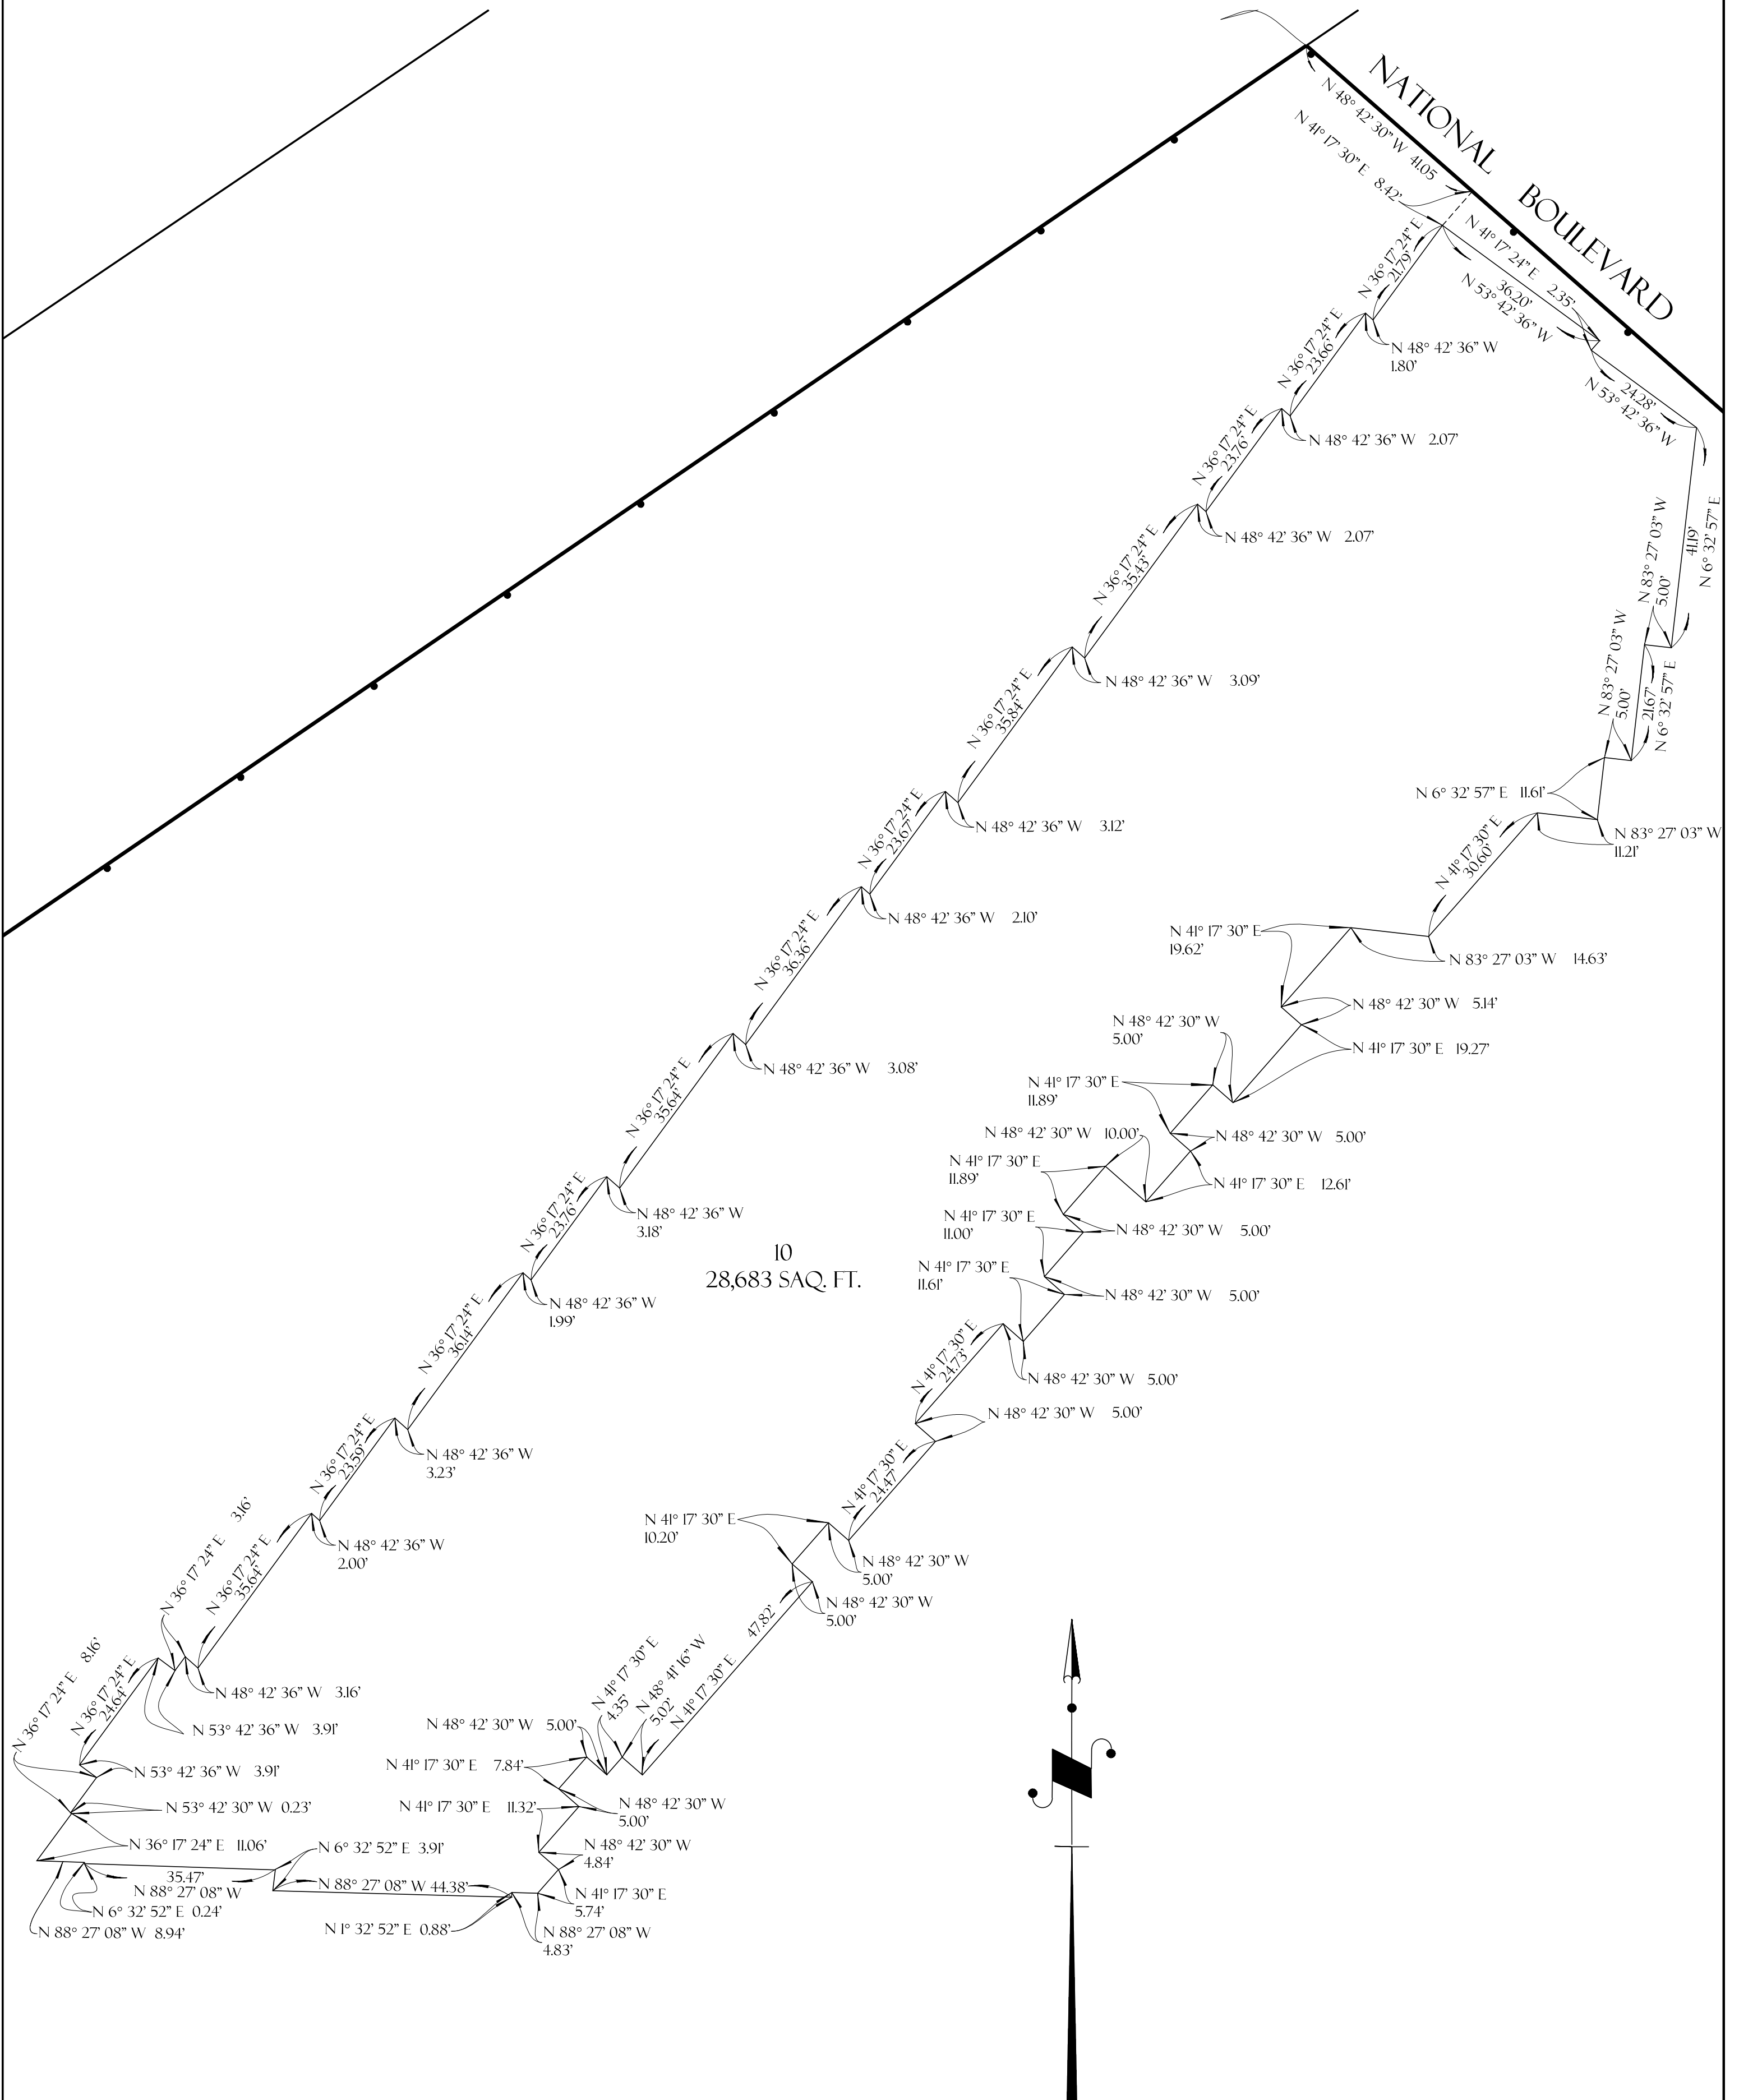 NATIONAL BOULEVARD
N 48° 42' 30" W 41.05
N 41° 17' 30" E 8.42'
N 41° 17' 24" E 2.35'
36.20'
N 53° 42' 36" W
24.28'
N 53° 42' 36" W
N 36° 17' 24" E
21.79'
N 48° 42' 36" W
1.80'
N 36° 17' 24" E
23.66'
N 48° 42' 36" W 2.07'
N 36° 17' 24" E
23.76'
N 48° 42' 36" W 2.07'
N 36° 17' 24" E
35.43'
N 48° 42' 36" W 3.09'
N 36° 17' 24" E
35.84'
N 48° 42' 36" W 3.12'
N 36° 17' 24" E
23.67'
N 48° 42' 36" W 2.10'
N 36° 17' 24" E
36.36'
N 48° 42' 36" W 3.08'
N 36° 17' 24" E
35.64'
N 48° 42' 36" W
3.18'
N 36° 17' 24" E
23.76'
N 48° 42' 36" W
1.99'
N 36° 17' 24" E
36.14'
N 48° 42' 36" W
3.23'
N 36° 17' 24" E
23.59'
N 48° 42' 36" W
2.00'
N 36° 17' 24" E
35.64'
N 48° 42' 36" W 3.16'
N 36° 17' 24" E 3.16'
N 53° 42' 36" W 3.91'
N 36° 17' 24" E
24.64'
N 53° 42' 36" W 3.91'
N 36° 17' 24" E 8.16'
N 53° 42' 30" W 0.23'
N 36° 17' 24" E 11.06'
N 88° 27' 08" W 8.94'
N 6° 32' 52" E 0.24'
35.47'
N 88° 27' 08" W
N 6° 32' 52" E 3.91'
N 88° 27' 08" W 44.38'
N 1° 32' 52" E 0.88'
N 88° 27' 08" W
4.83'
N 41° 17' 30" E
5.74'
N 48° 42' 30" W
4.84'
N 41° 17' 30" E 11.32'
N 48° 42' 30" W
5.00'
N 41° 17' 30" E 7.84'
N 48° 42' 30" W 5.00'
N 41° 17' 30" E
4.35'
N 48° 41' 16" W
5.02'
N 41° 17' 30" E 47.82'
N 48° 42' 30" W
5.00'
N 41° 17' 30" E
10.20'
N 48° 42' 30" W
5.00'
N 41° 17' 30" E
24.47'
N 48° 42' 30" W 5.00'
N 41° 17' 30" E
24.73'
N 48° 42' 30" W 5.00'
N 41° 17' 30" E
11.61'
N 48° 42' 30" W 5.00'
N 41° 17' 30" E
11.00'
N 48° 42' 30" W 5.00'
N 41° 17' 30" E
11.89'
N 48° 42' 30" W 10.00'
N 41° 17' 30" E 12.61'
N 48° 42' 30" W 5.00'
N 41° 17' 30" E
11.89'
N 48° 42' 30" W
5.00'
N 41° 17' 30" E 19.27'
N 48° 42' 30" W 5.14'
N 41° 17' 30" E
19.62'
N 83° 27' 03" W 14.63'
N 41° 17' 30" E
30.60'
N 83° 27' 03" W
11.21'
N 6° 32' 57" E 11.61'
N 83° 27' 03" W
5.00'
21.67'
N 6° 32' 57" E
N 83° 27' 03" W
5.00'
41.19'
N 6° 32' 57" E
10
28,683 SAQ. FT.
N